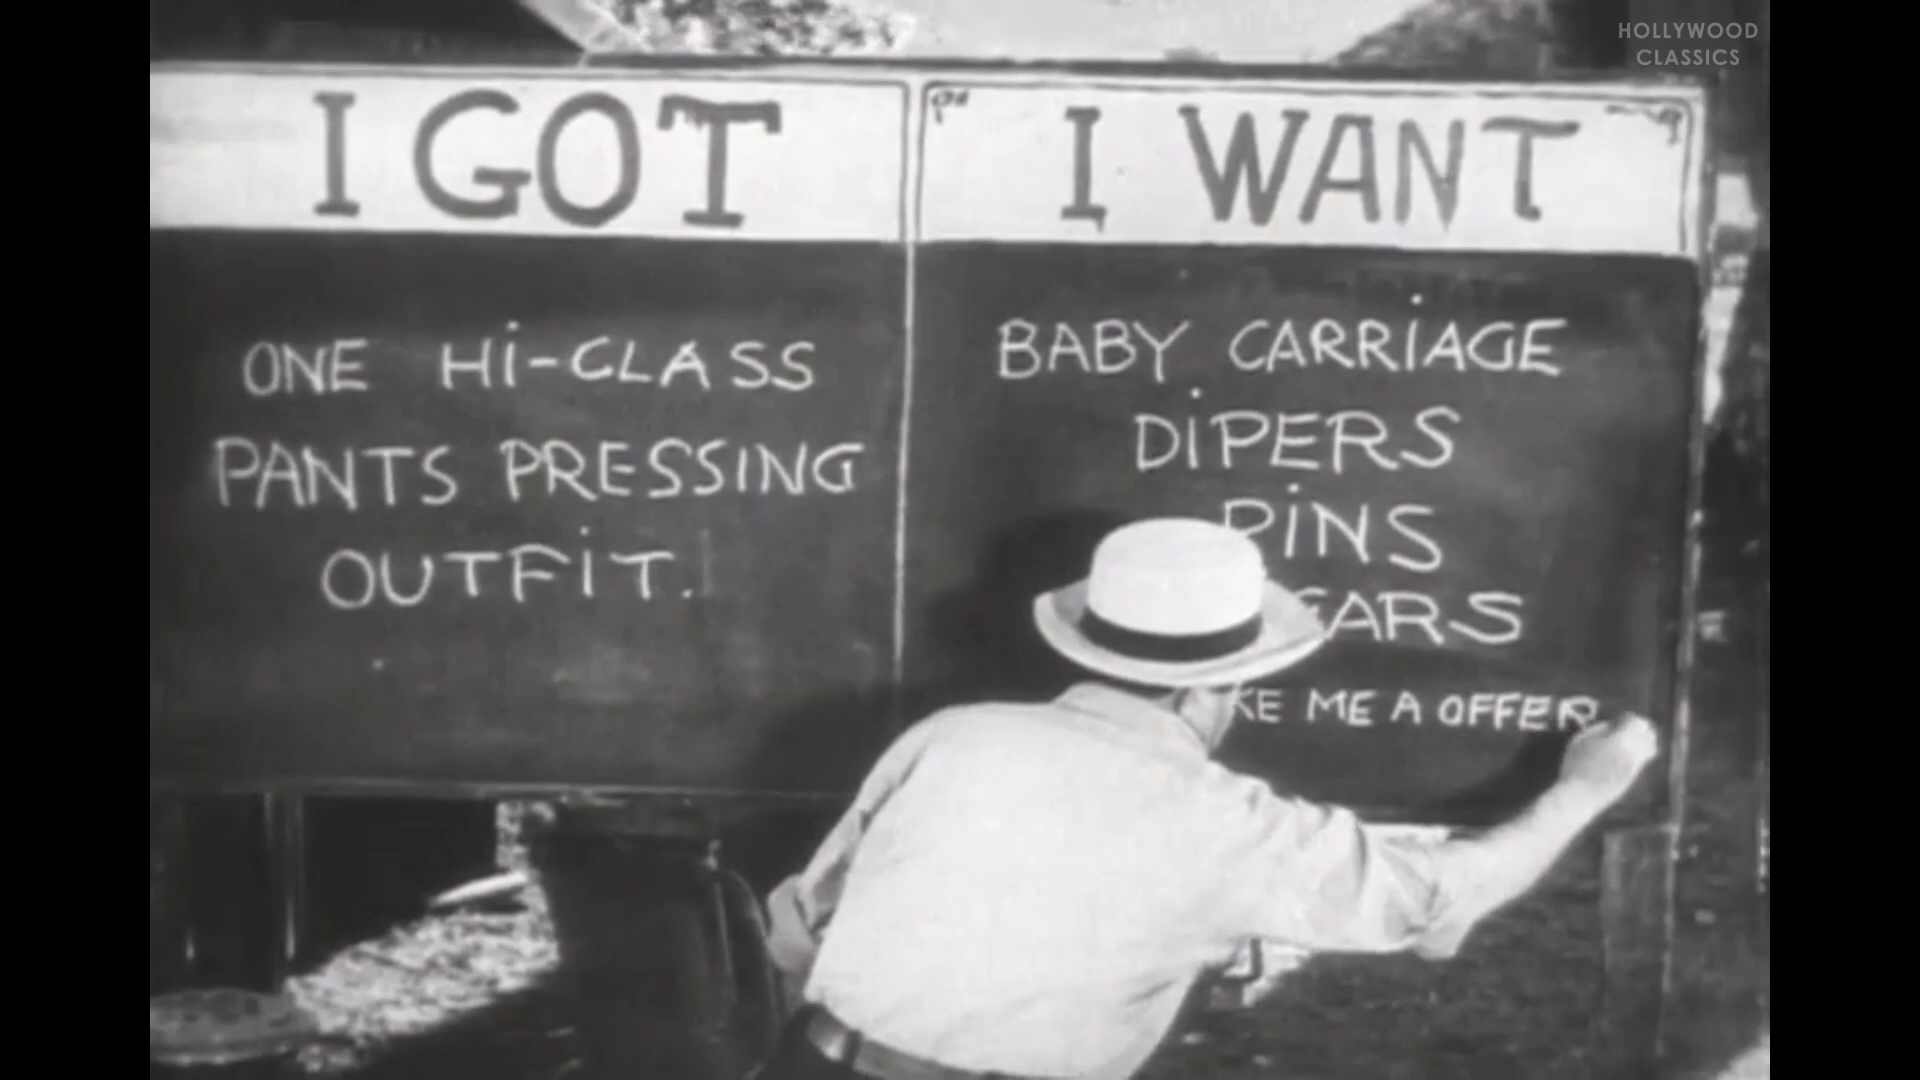 HOLLYWOOD
CLASSICS
I GOT
ONE Hi-CLASS
PANTS PRESSING
OUTFiT.
I WANT
BABY CARRiAGE
DiPERS
PiNS
ME A OFFER